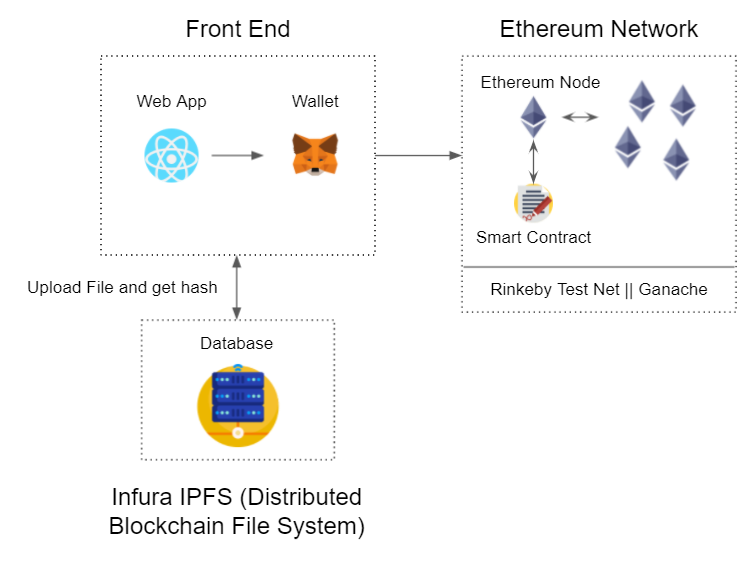 Front End
Ethereum Network
Web App
Wallet
Ethereum Node
Smart Contract
Rinkeby Test Net || Ganache
Upload File and get hash
Database
Infura IPFS (Distributed
Blockchain File System)